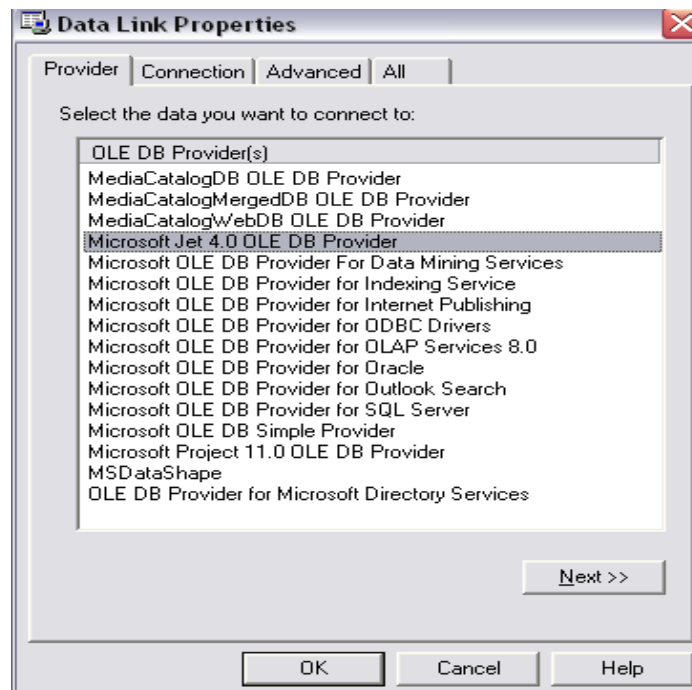 Data Link Properties
Provider Connection Advanced All
Select the data you want to connect to:
OLE DB Provider(s)
MediaCatalogDB OLE DB Provider
MediaCatalogMergedDB OLE DB Provider
MediaCatalogWebDB OLE DB Provider
Microsoft Jet 4.0 OLE DB Provider
Microsoft OLE DB Provider For Data Mining Services
Microsoft OLE DB Provider for Indexing Service
Microsoft OLE DB Provider for Internet Publishing
Microsoft OLE DB Provider for ODBC Drivers
Microsoft OLE DB Provider for OLAP Services 8.0
Microsoft OLE DB Provider for Oracle
Microsoft OLE DB Provider for Outlook Search
Microsoft OLE DB Provider for SQL Server
Microsoft OLE DB Simple Provider
Microsoft Project 11.0 OLE DB Provider
MSDataShape
OLE DB Provider for Microsoft Directory Services
Next >>
OK Cancel Help